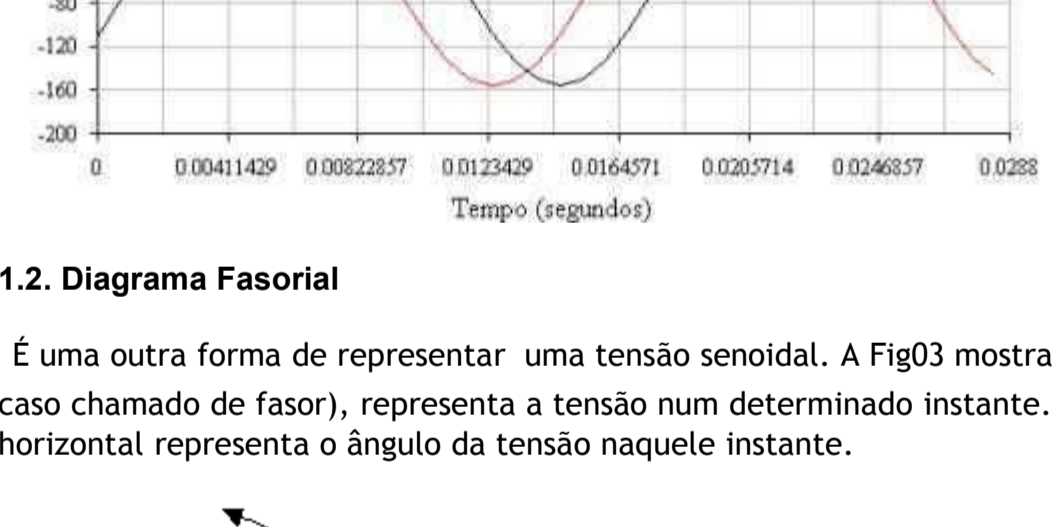 -80
-120
-160
-200
0 0.00411429 0.00822857 0.0123429 0.0164571 0.0205714 0.0246857 0.0288
Tempo (segundos)
1.2. Diagrama Fasorial
É uma outra forma de representar uma tensão senoidal. A Fig03 mostra
caso chamado de fasor), representa a tensão num determinado instante.
horizontal representa o ângulo da tensão naquele instante.